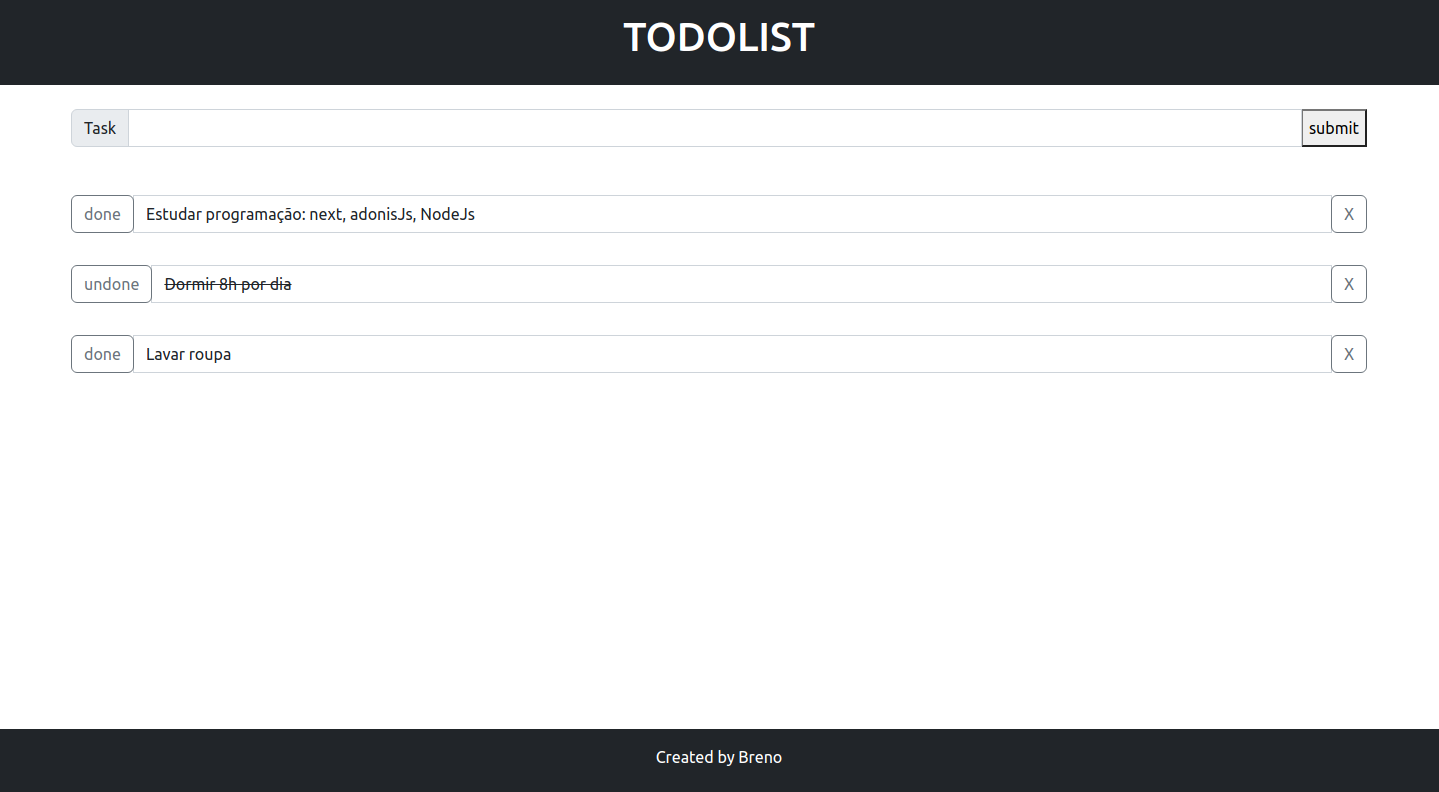 TODOLIST
Task submit
done Estudar programação: next, adonisJs, NodeJs X
undone Dormir 8h por dia X
done Lavar roupa X
Created by Breno